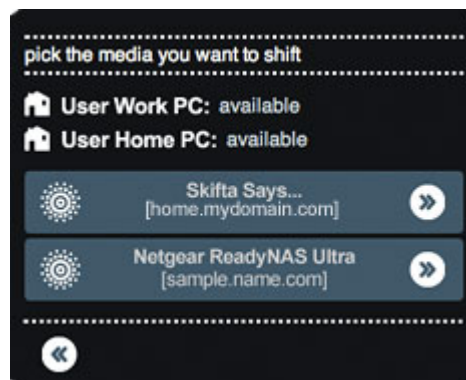 pick the media you want to shift
User Work PC: available
User Home PC: available
Skifta Says...
[home.mydomain.com]
Netgear ReadyNAS Ultra
[sample.name.com]